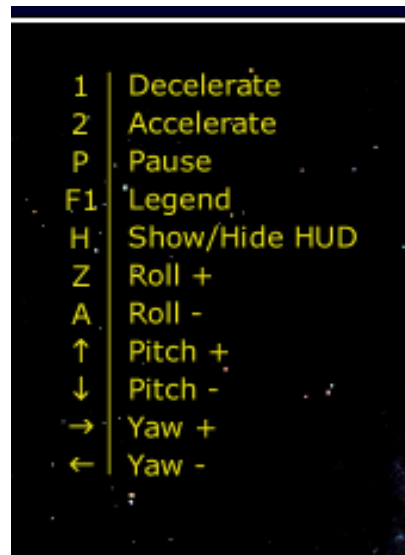 1 Decelerate
2 Accelerate
P Pause
F1 Legend
H Show/Hide HUD
Z Roll +
A Roll -
↑ Pitch +
↓ Pitch -
→ Yaw +
← Yaw -